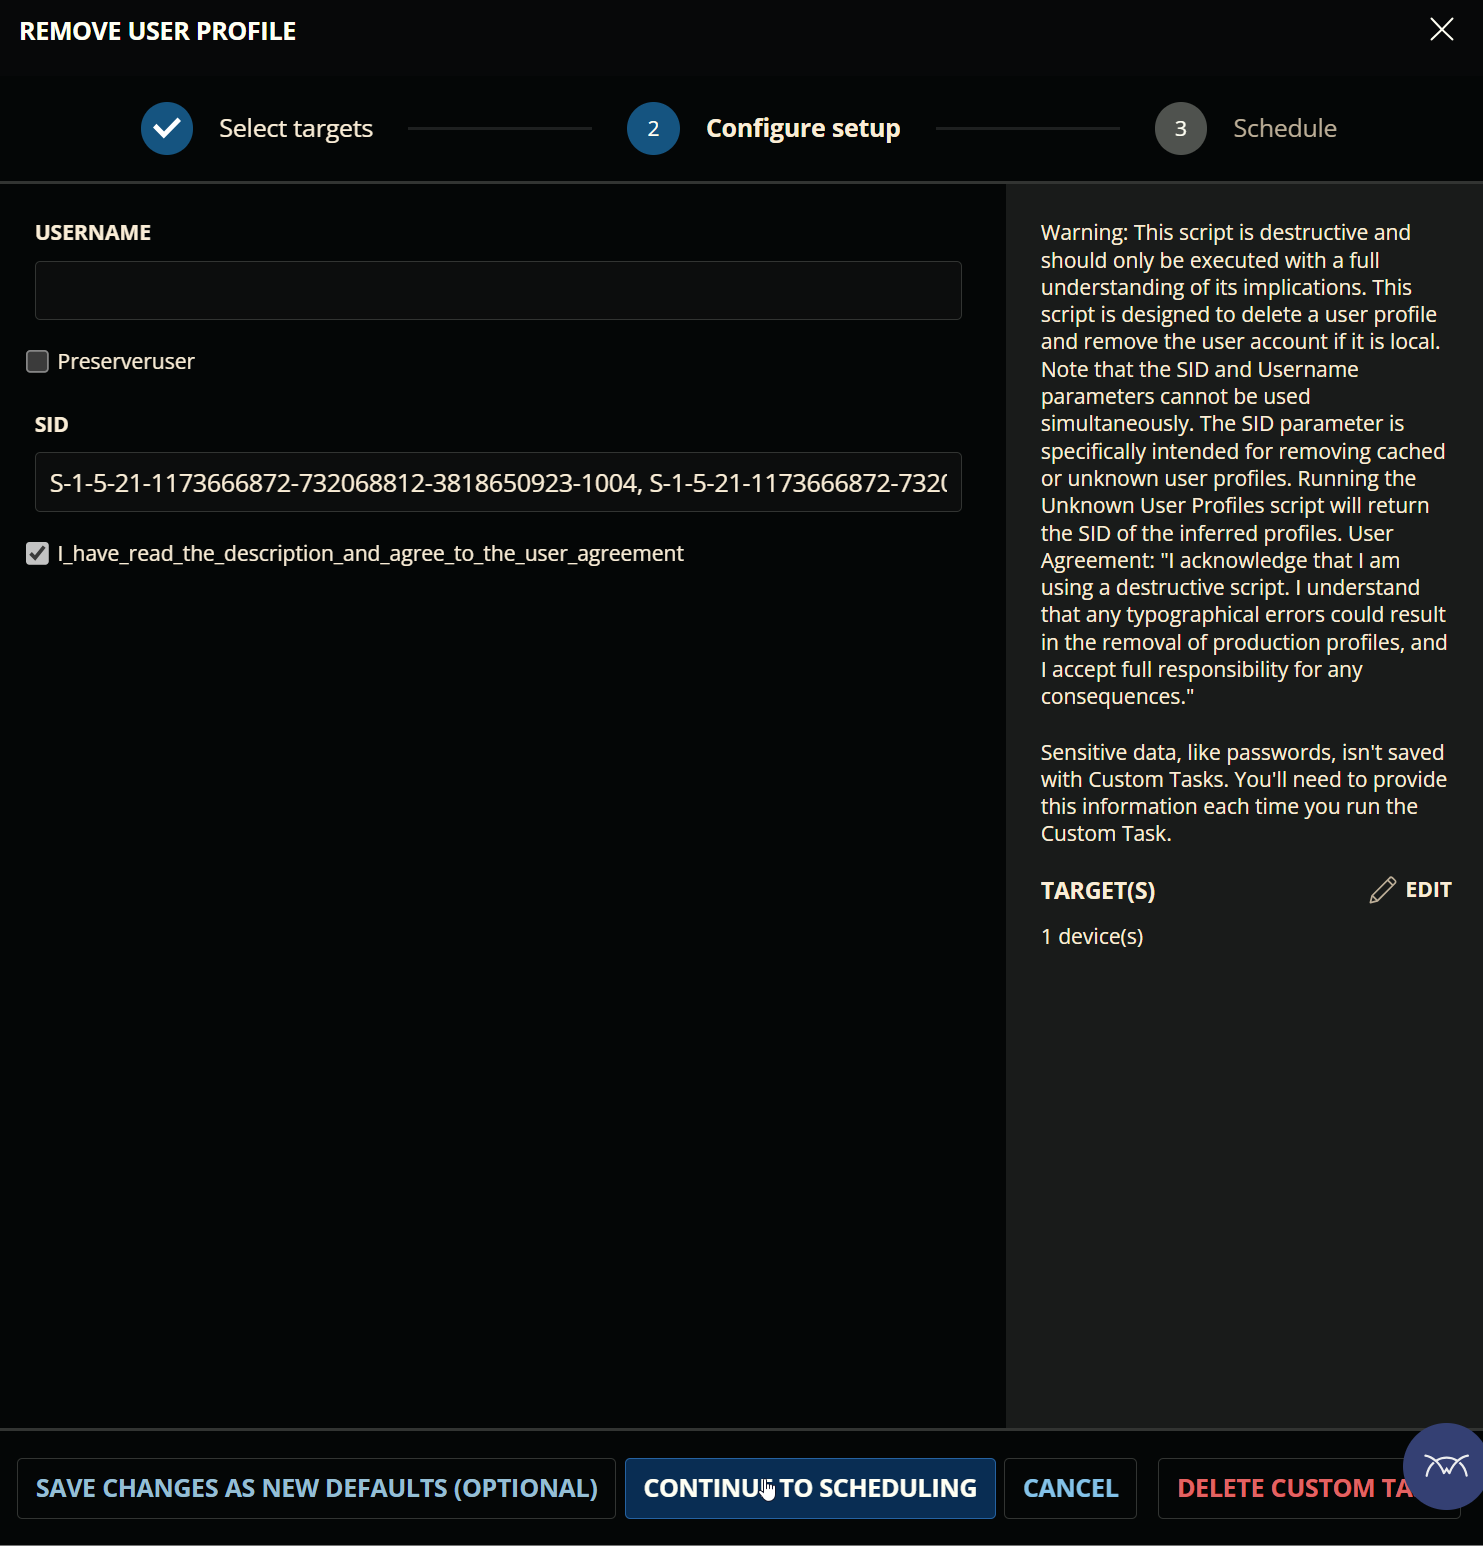 REMOVE USER PROFILE
Select targets
2
Configure setup
3
Schedule
USERNAME
Preserveruser
SID
S-1-5-21-1173666872-732068812-3818650923-1004, S-1-5-21-1173666872-732
I_have_read_the_description_and_agree_to_the_user_agreement
Warning: This script is destructive and
should only be executed with a full
understanding of its implications. This
script is designed to delete a user profile
and remove the user account if it is local.
Note that the SID and Username
parameters cannot be used
simultaneously. The SID parameter is
specifically intended for removing cached
or unknown user profiles. Running the
Unknown User Profiles script will return
the SID of the inferred profiles. User
Agreement: "I acknowledge that I am
using a destructive script. I understand
that any typographical errors could result
in the removal of production profiles, and
I accept full responsibility for any
consequences."
Sensitive data, like passwords, isn't saved
with Custom Tasks. You'll need to provide
this information each time you run the
Custom Task.
TARGET(S)
EDIT
1 device(s)
SAVE CHANGES AS NEW DEFAULTS (OPTIONAL)
CONTINUE TO SCHEDULING
CANCEL
DELETE CUSTOM TA